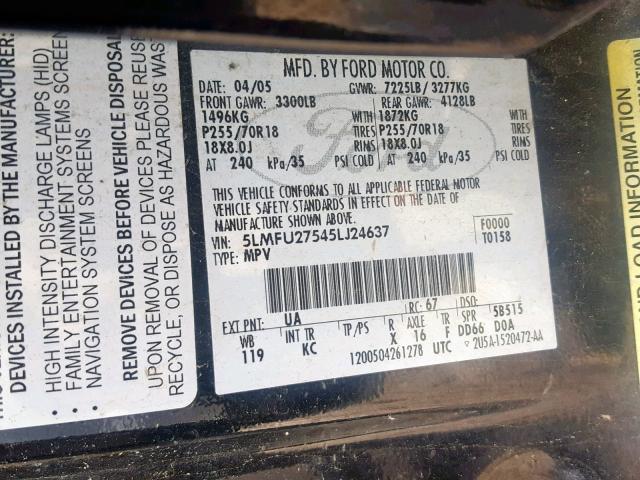 MANUFACTURER:
DEVICES INSTALLED BY THE
HIGH INTENSITY DISCHARGE LAMPS (HID)
FAMILY ENTERTAINMENT SYSTEMS SCREEN
NAVIGATION SYSTEM SCREENS
REMOVE DEVICES BEFORE VEHICLE DISPOSAL
UPON REMOVAL OF DEVICES PLEASE REUSE,
RECYCLE, OR DISPOSE AS HAZARDOUS WAS
MFD. BY FORD MOTOR CO.
DATE: 04/05 GVWR: 7225LB/ 3277KG
FRONT GAWR: 3300LB REAR GAWR: 4128LB
1496KG WITH 1872KG WITH
P255/70R18 TIRES P255/70R18 TIRES
18X8.0J RIMS 18X8.0J RIMS
AT 240 kPa/35 PSI COLD AT 240 kPa/35 PSI COLD
Ford
THIS VEHICLE CONFORMS TO ALL APPLICABLE FEDERAL MOTOR
VEHICLE SAFETY STANDARDS IN EFFECT ON THE DATE OF
MANUFACTURE SHOWN ABOVE.
VIN: 5LMFU27545LJ24637 F0000
TYPE: MPV T0158
EXT PNT: UA RC: 67 DSO:
WB INT TR TP/PS R AXLE TR SPR 5B515
119 KC X 16 F DD66 DOA
1200504261278 UTC 2U5A-1520472-AA
LOAD INFORMATION